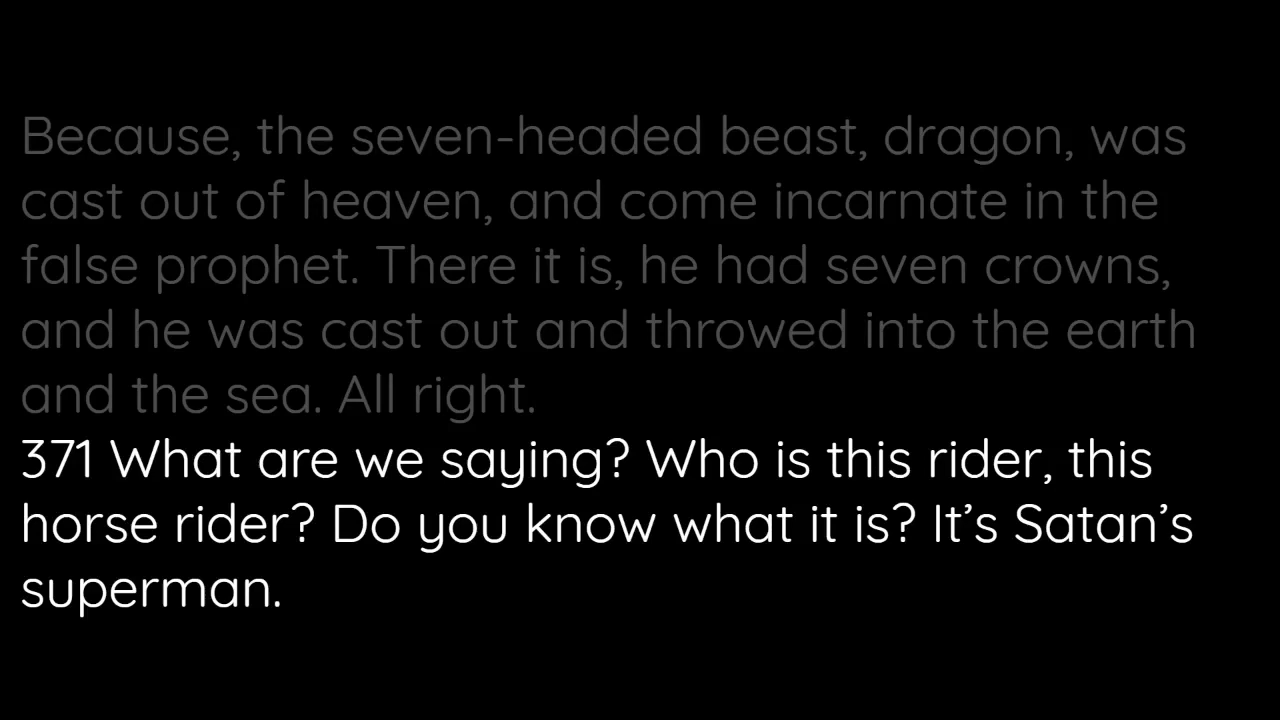 Because, the seven-headed beast, dragon, was
cast out of heaven, and come incarnate in the
false prophet. There it is, he had seven crowns,
and he was cast out and throwed into the earth
and the sea. All right.
371 What are we saying? Who is this rider, this
horse rider? Do you know what it is? It’s Satan’s
superman.